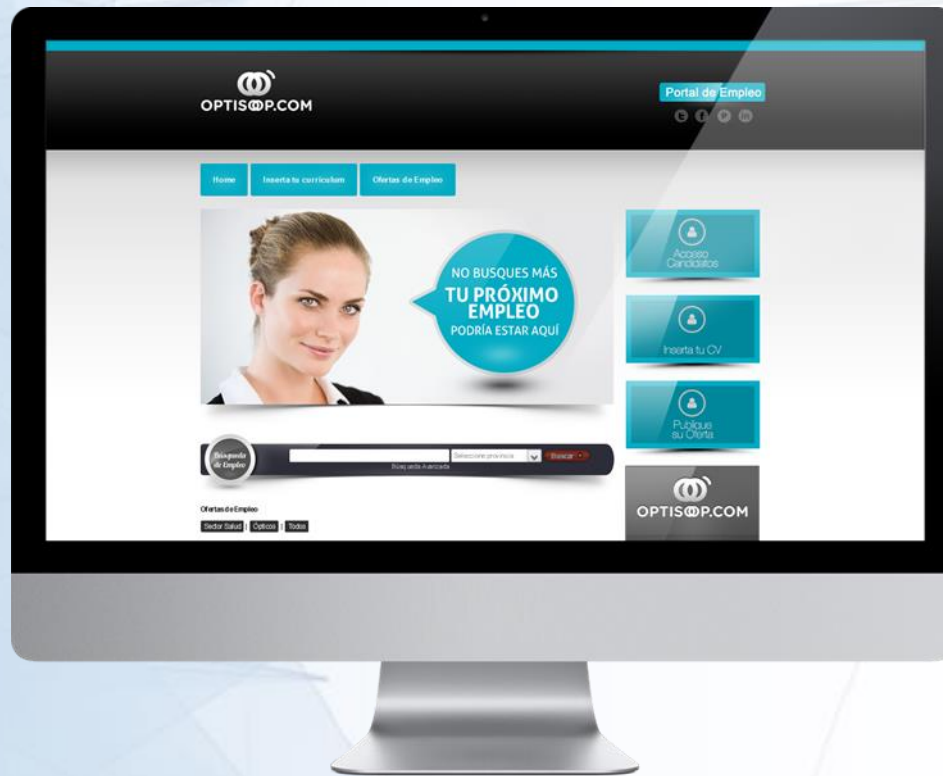 OPTISOOP.COM
Portal de Empleo
Home
Inserta tu curriculum
Ofertas de Empleo
NO BUSQUES MÁS
TU PRÓXIMO
EMPLEO
PODRÍA ESTAR AQUÍ
Acceso
Candidatos
Inserta tu CV
Publique
su Oferta
Búsqueda
de Empleo
Seleccione provincia
Buscar
Búsqueda Avanzada
Ofertas de Empleo
Sector Salud | Ópticos | Todos
OPTISOOP.COM